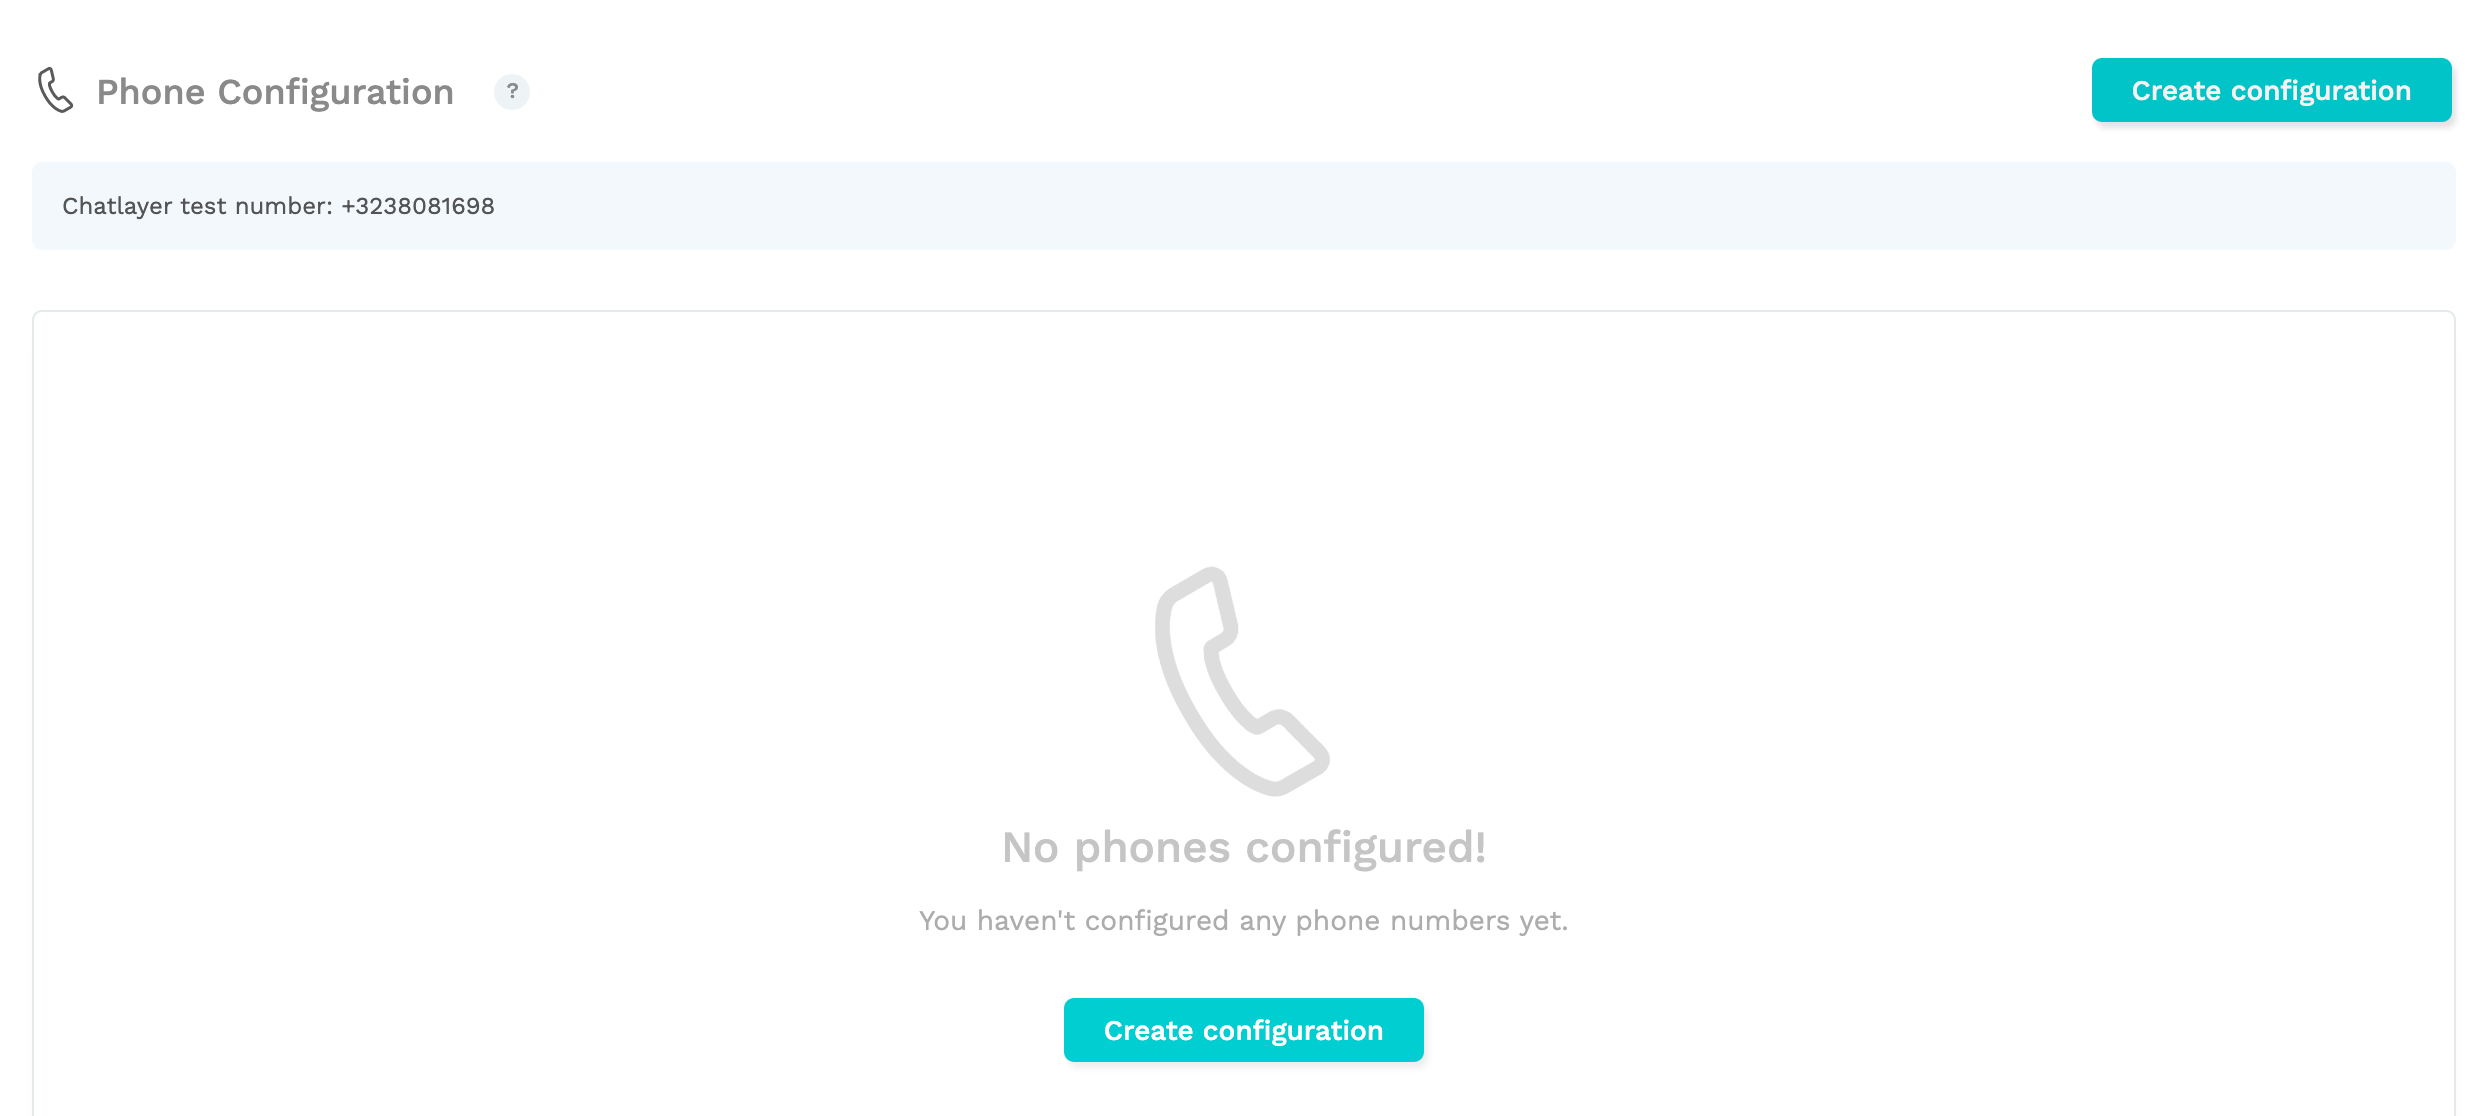 Phone Configuration
?
Create configuration
Chatlayer test number: +3238081698
No phones configured!
You haven't configured any phone numbers yet.
Create configuration